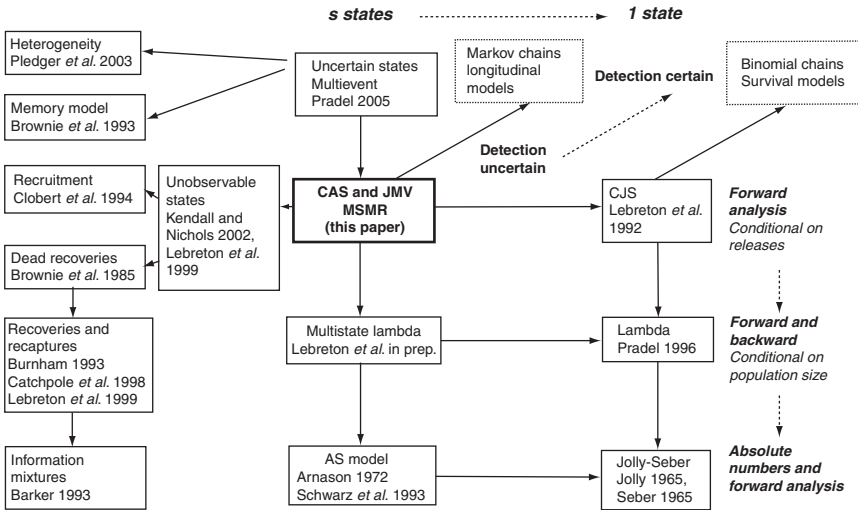 s states
1 state
Heterogeneity
Pledger et al. 2003
Uncertain states
Multievent
Pradel 2005
Markov chains
longitudinal
models
Detection certain
Binomial chains
Survival models
Memory model
Brownie et al. 1993
Detection
uncertain
Recruitment
Clobert et al. 1994
Unobservable
states
Kendall and
Nichols 2002,
Lebreton et al.
1999
CAS and JMV
MSMR
(this paper)
CJS
Lebreton et al.
1992
Forward
analysis
Conditional on
releases
Dead recoveries
Brownie et al. 1985
Recoveries and
recaptures
Burnham 1993
Catchpole et al. 1998
Lebreton et al. 1999
Multistate lambda
Lebreton et al. in prep.
Lambda
Pradel 1996
Forward and
backward
Conditional on
population size
Information
mixtures
Barker 1993
AS model
Arnason 1972
Schwarz et al. 1993
Jolly-Seber
Jolly 1965,
Seber 1965
Absolute
numbers and
forward analysis